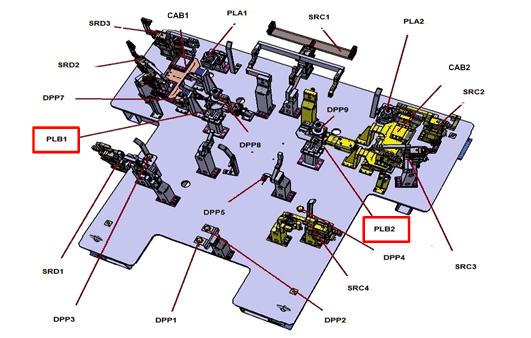 PLA1
SRC1
PLA2
SRD3
CAB1
SRD2
CAB2
SRC2
DPP7
DPP9
PLB1
DPP8
DPP5
PLB2
DPP4
SRD1
SRC3
SRC4
DPP3
DPP1
DPP2